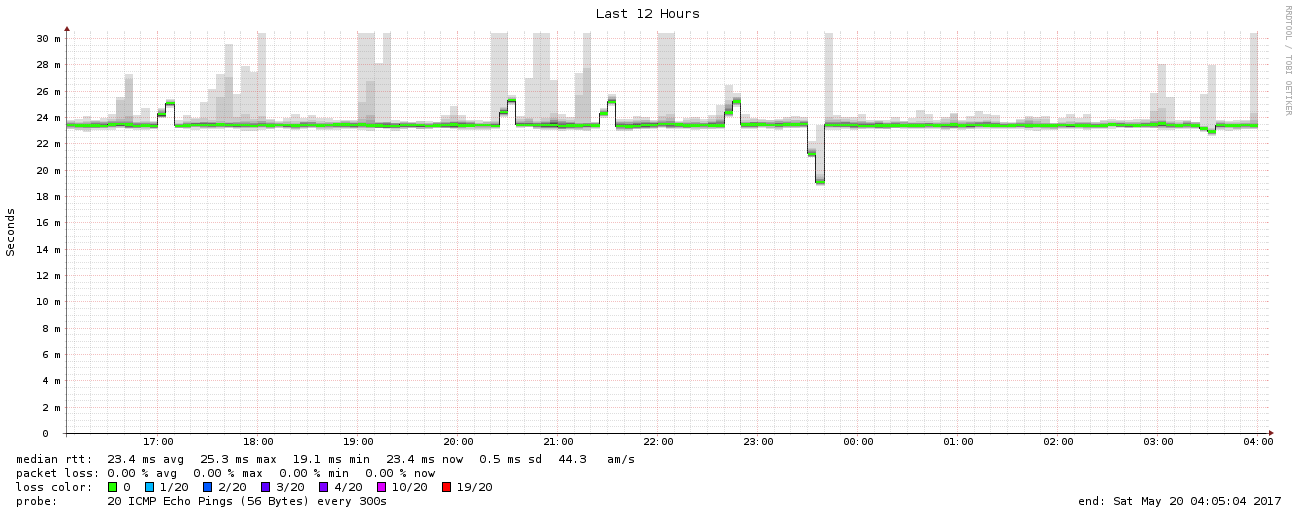 Last 12 Hours
RRDTOOL / TOBI OETIKER
Seconds
30 m
28 m
26 m
24 m
22 m
20 m
18 m
16 m
14 m
12 m
10 m
8 m
6 m
4 m
2 m
0
17:00 18:00 19:00 20:00 21:00 22:00 23:00 00:00 01:00 02:00 03:00 04:00
median rtt: 23.4 ms avg 25.3 ms max 19.1 ms min 23.4 ms now 0.5 ms sd 44.3 am/s
packet loss: 0.00 % avg 0.00 % max 0.00 % min 0.00 % now
loss color: 0 1/20 2/20 3/20 4/20 10/20 19/20
probe: 20 ICMP Echo Pings (56 Bytes) every 300s end: Sat May 20 04:05:04 2017